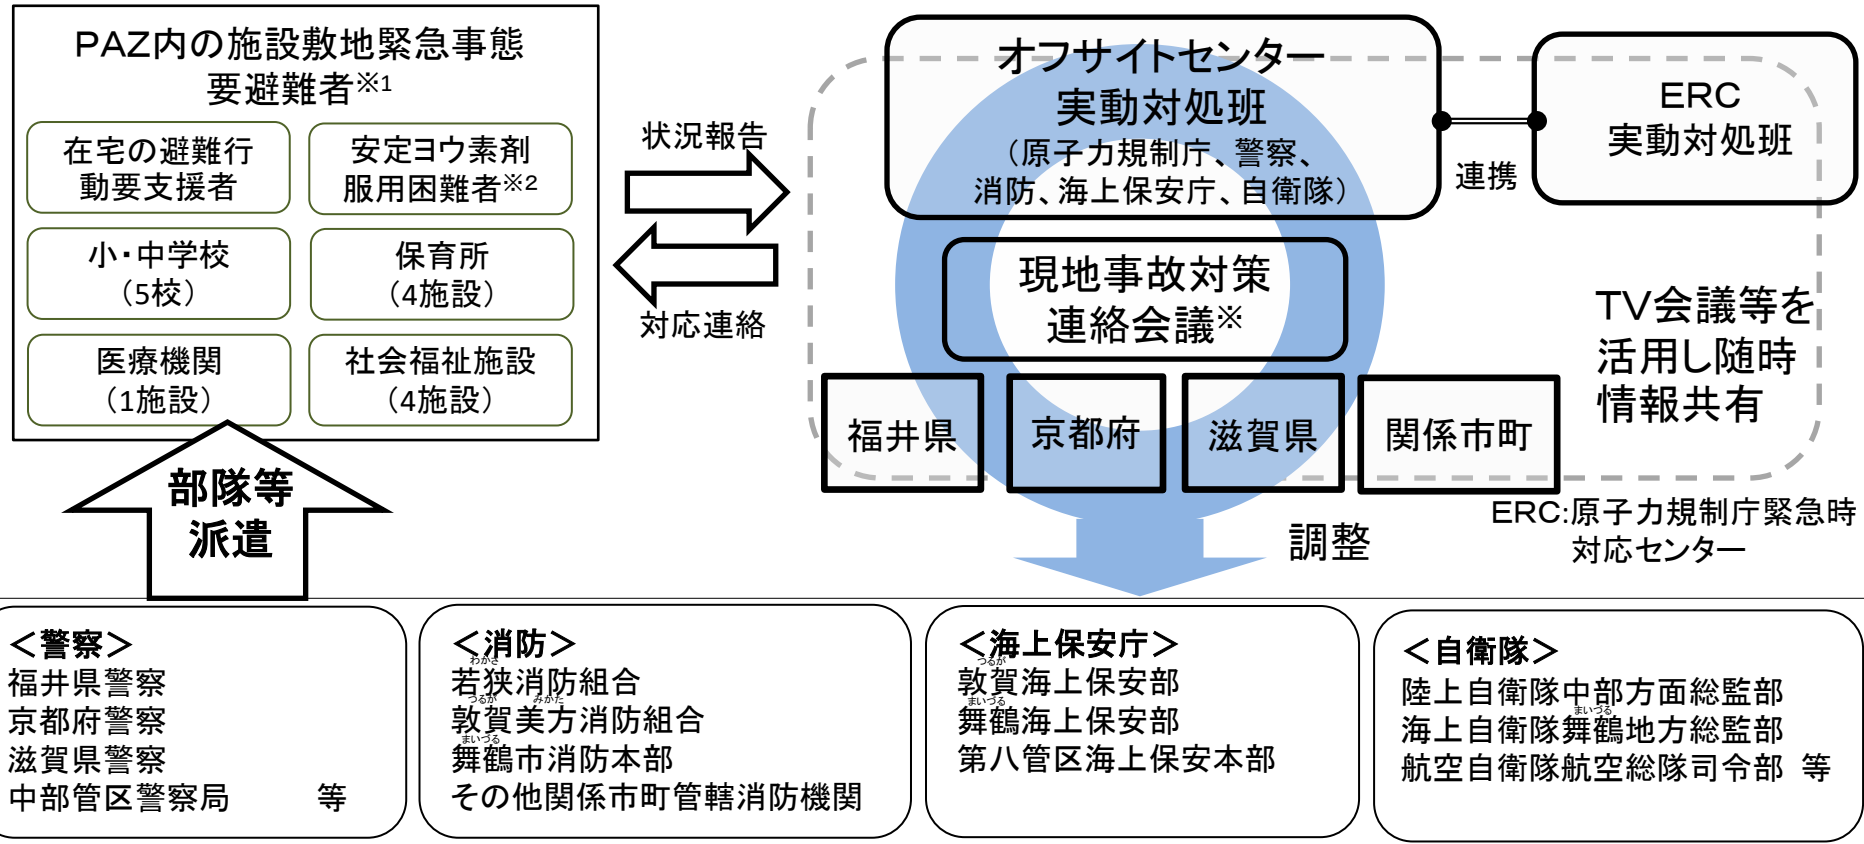 PAZ内の施設敷地緊急事態
要避難者※1
在宅の避難行
動要支援者
安定ヨウ素剤
服用困難者※2
小・中学校
（5校）
保育所
（4施設）
医療機関
（1施設）
社会福祉施設
（4施設）
部隊等
派遣
状況報告
対応連絡
オフサイトセンター
実動対処班
（原子力規制庁、警察、
消防、海上保安庁、自衛隊）
連携
ERC
実動対処班
現地事故対策
連絡会議※
TV会議等を
活用し随時
情報共有
福井県
京都府
滋賀県
関係市町
ERC:原子力規制庁緊急時
対応センター
調整
＜警察＞
福井県警察
京都府警察
滋賀県警察
中部管区警察局 等
＜消防＞
わかさ
若狭消防組合
つるが みかた
敦賀美方消防組合
まいづる
舞鶴市消防本部
その他関係市町管轄消防機関
＜海上保安庁＞
つるが
敦賀海上保安部
まいづる
舞鶴海上保安部
第八管区海上保安本部
＜自衛隊＞
陸上自衛隊中部方面総監部
まいづる
海上自衛隊舞鶴地方総監部
航空自衛隊航空総隊司令部 等